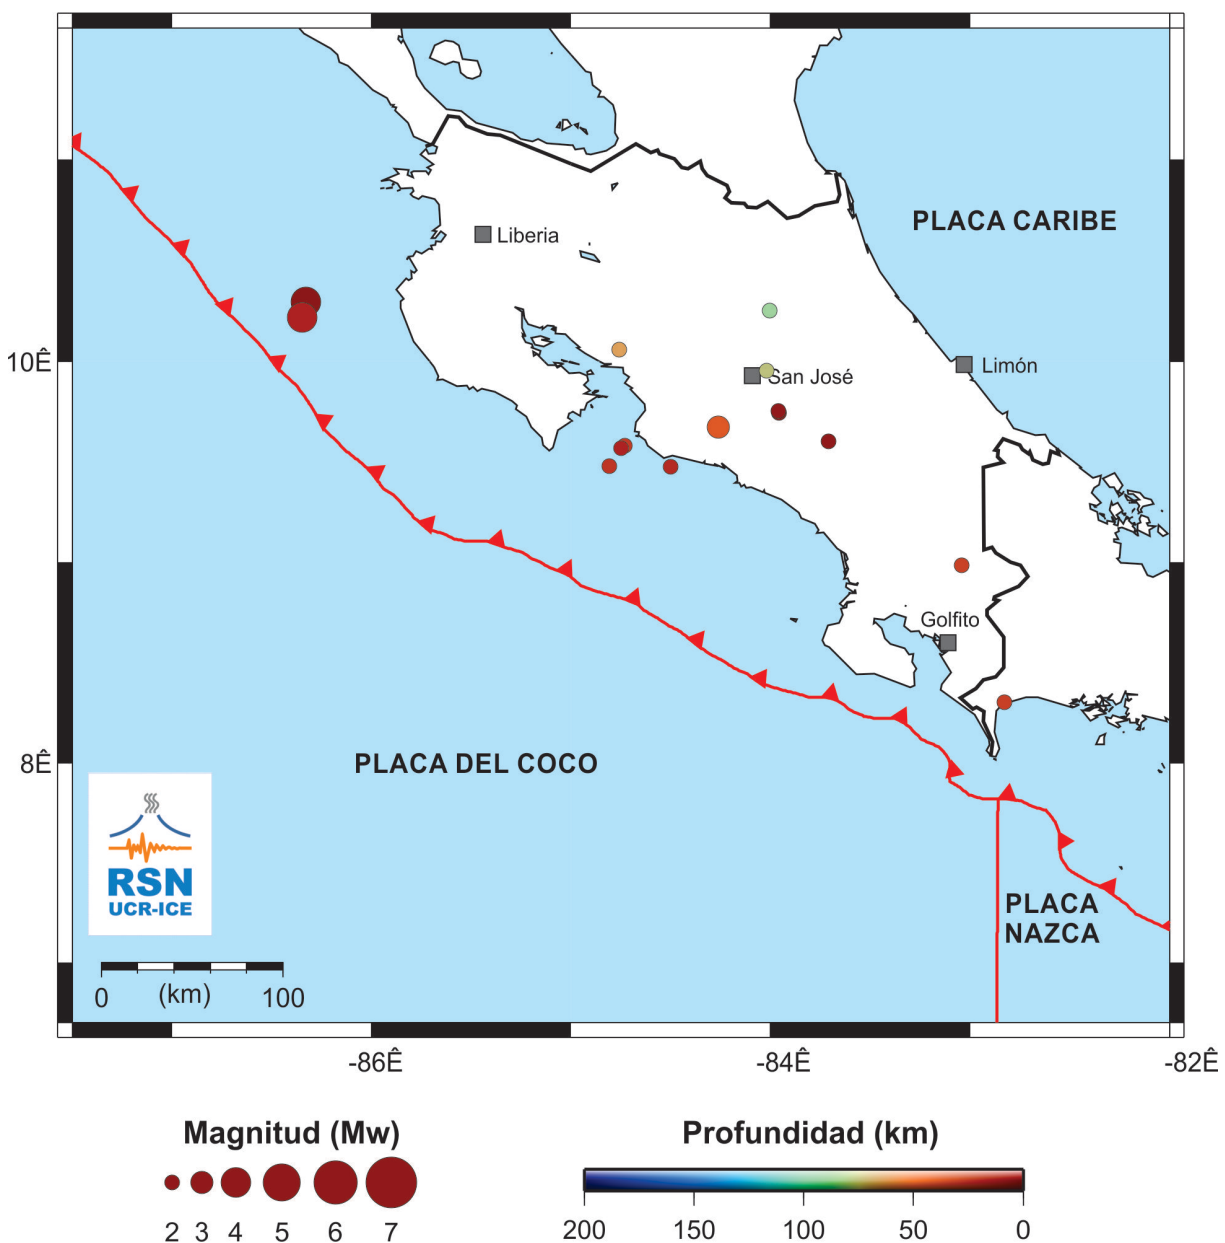 PLACA CARIBE
Liberia
10Ê
Limón
San José
Golfito
8Ê
PLACA DEL COCO
RSN
UCR-ICE
PLACA
NAZCA
0 (km) 100
-86Ê -84Ê -82Ê
Magnitud (Mw) Profundidad (km)
2 3 4 5 6 7 200 150 100 50 0